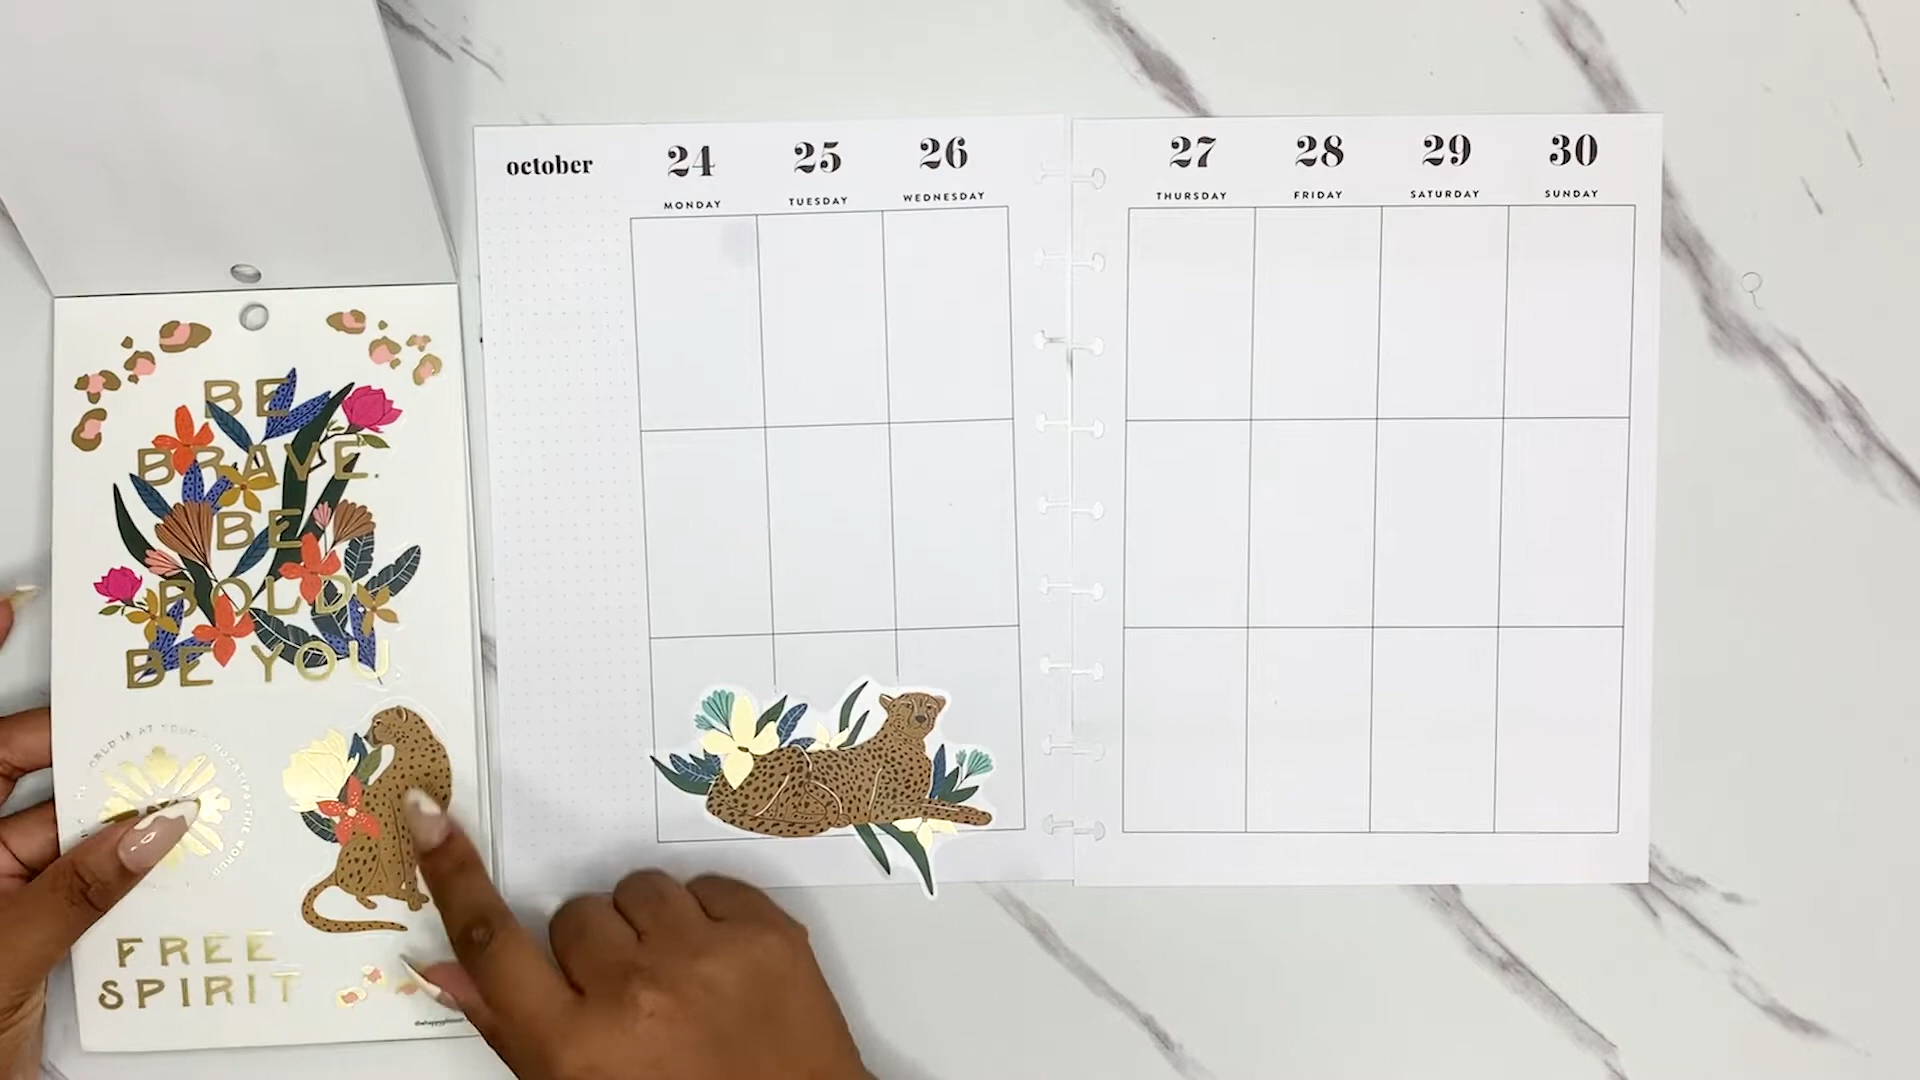 october
24
25
26
27
28
29
30
MONDAY
TUESDAY
WEDNESDAY
THURSDAY
FRIDAY
SATURDAY
SUNDAY
BE
BRAVE.
BE
BOLD.
BE YOU.
FREE
SPIRIT